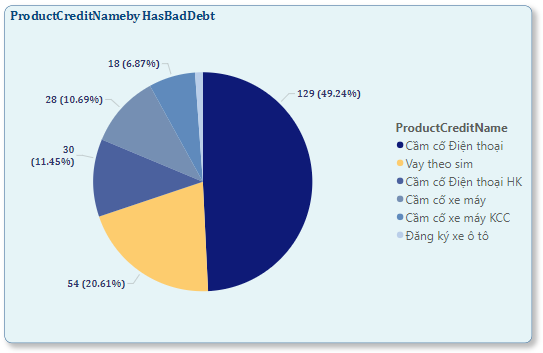 ProductCreditNameby HasBadDebt
18 (6.87%)
129 (49.24%)
28 (10.69%)
30
(11.45%)
54 (20.61%)
ProductCreditName
Cầm cố Điện thoại
Vay theo sim
Cầm cố Điện thoại HK
Cầm cố xe máy
Cầm cố xe máy KCC
Đăng ký xe ô tô